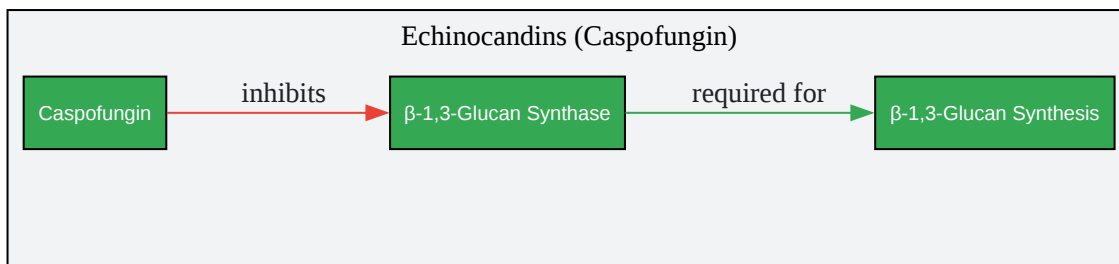 Echinocandins (Caspofungin)
Caspofungin
inhibits
β-1,3-Glucan Synthase
required for
β-1,3-Glucan Synthesis